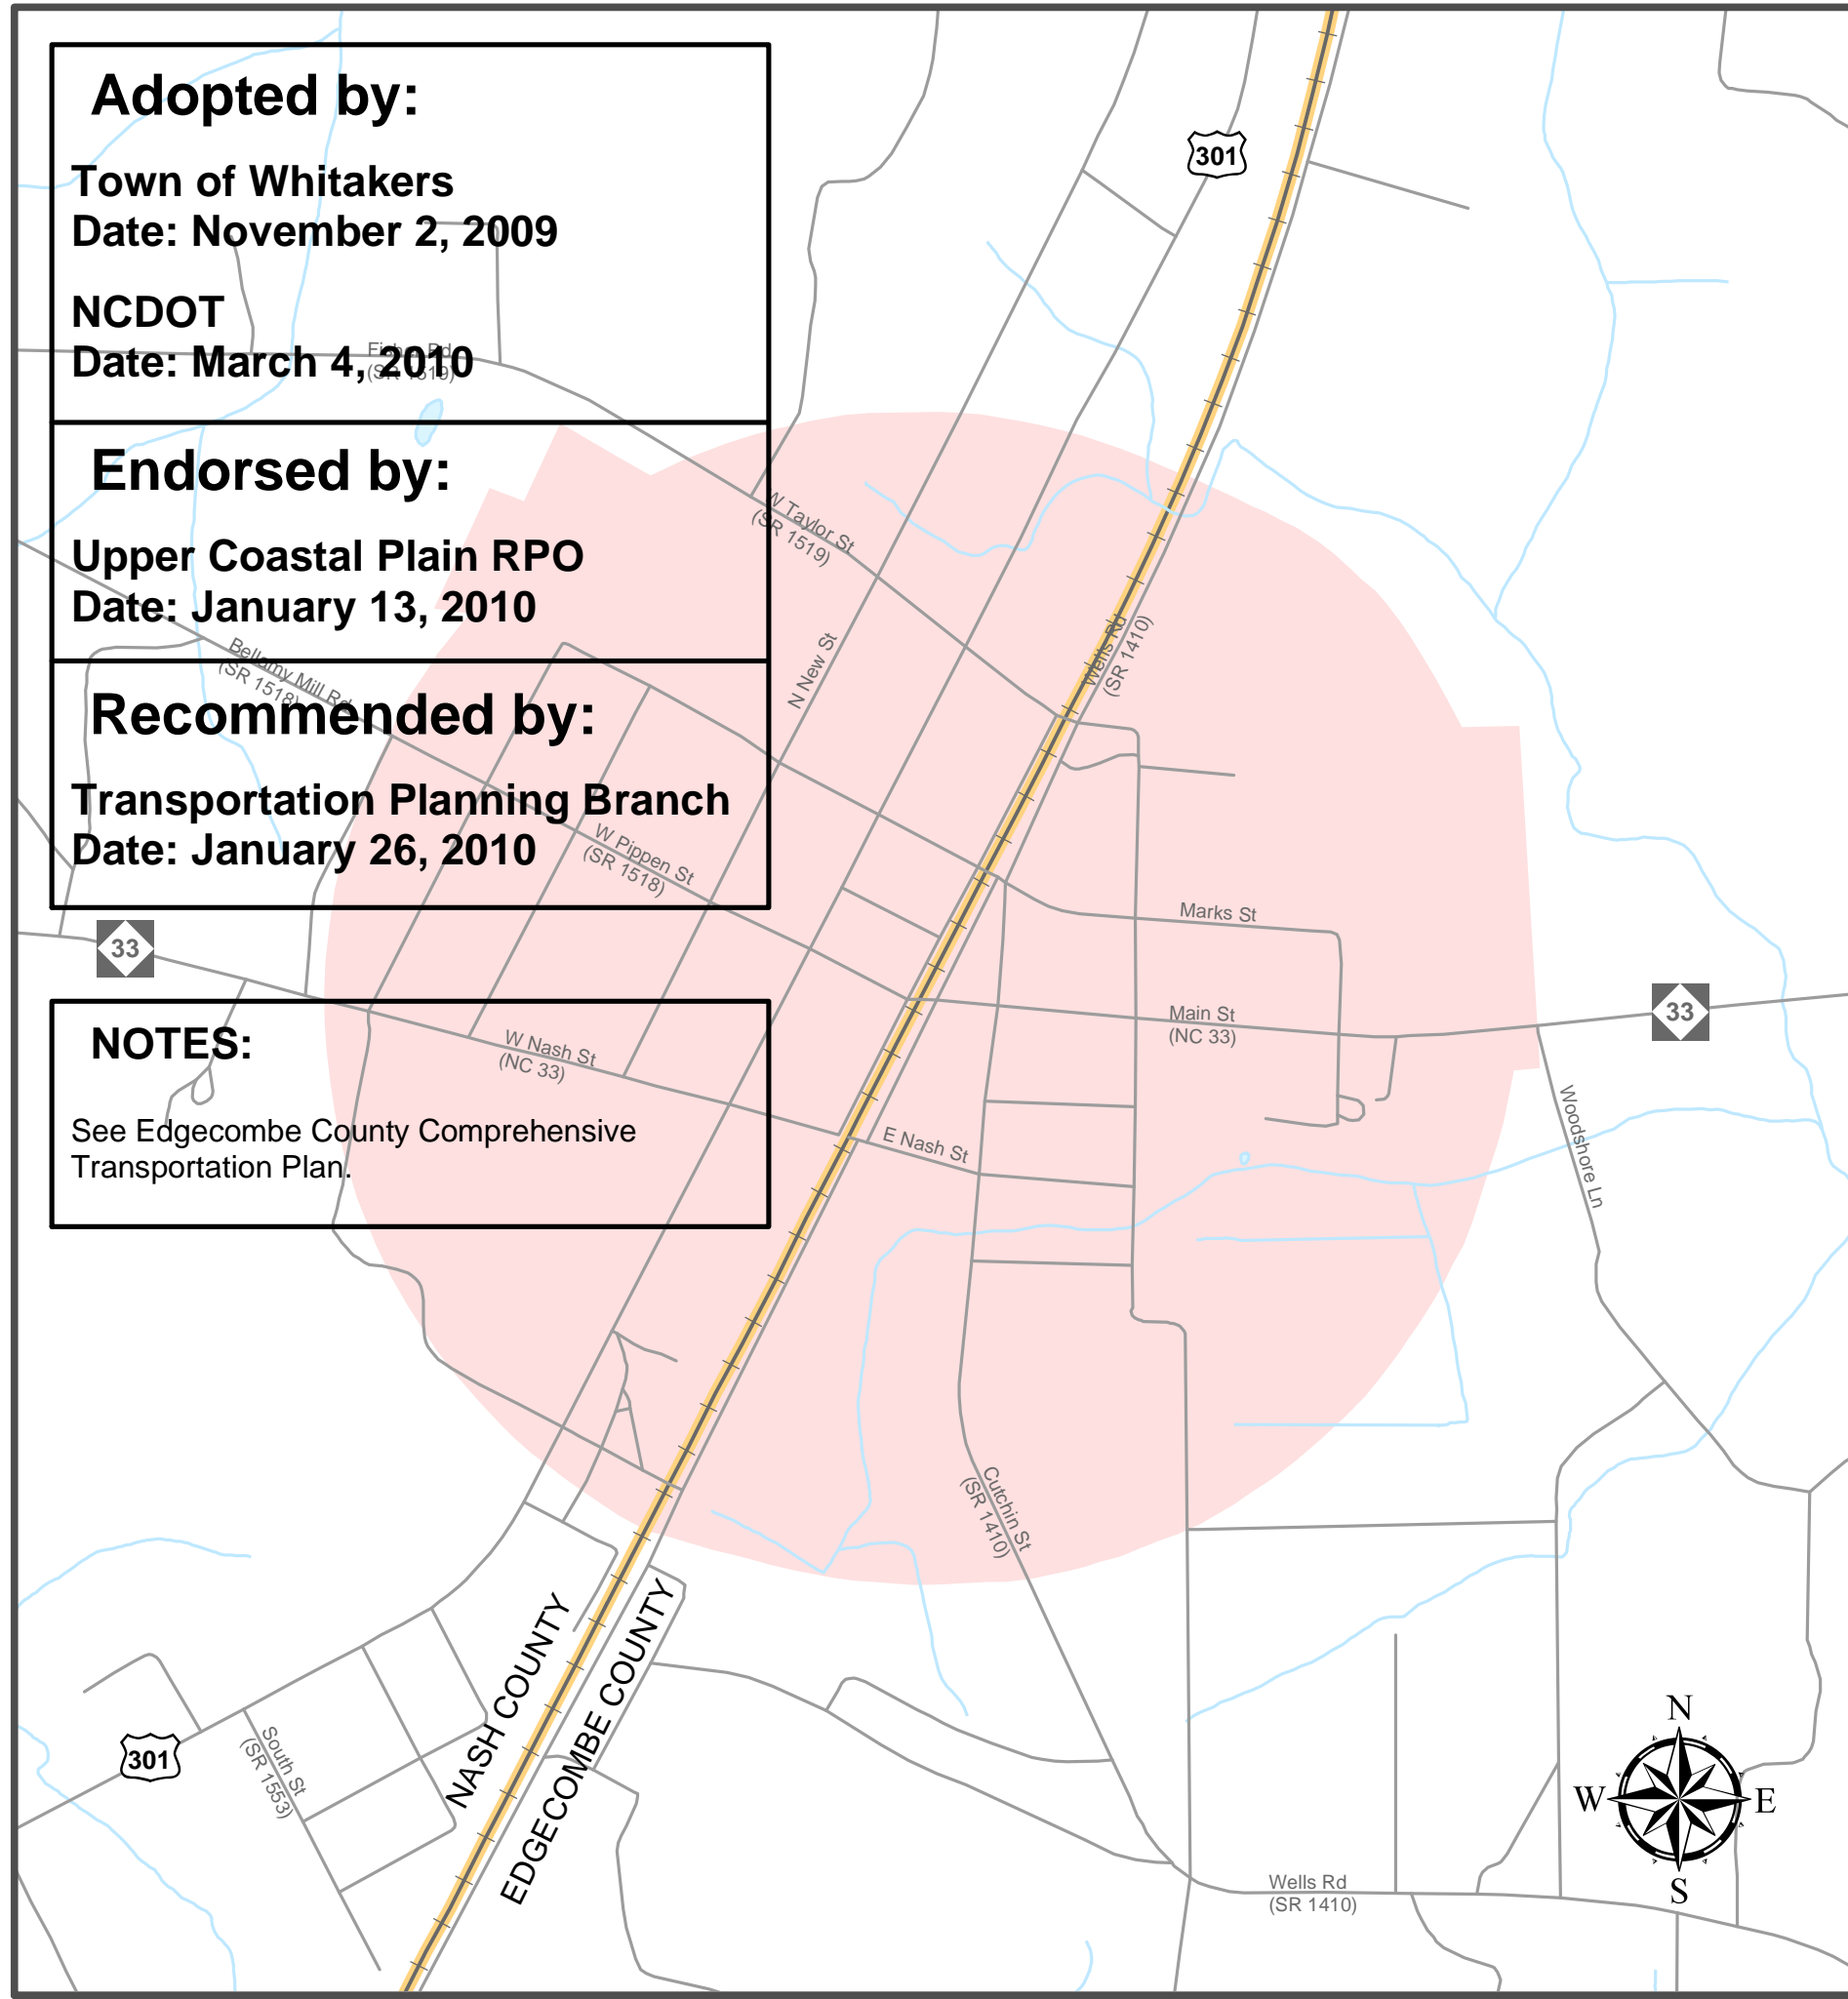 Adopted by:
Town of Whitakers
Date: November 2, 2009
NCDOT
Date: March 4, 2010
Endorsed by:
Upper Coastal Plain RPO
Date: January 13, 2010
Recommended by:
Transportation Planning Branch
Date: January 26, 2010
NOTES:
See Edgecombe County Comprehensive
Transportation Plan.
301
Fisher Rd
(SR 1519)
W Taylor St
(SR 1519)
Bellamy Mill Rd
(SR 1518)
N New St
Wells Rd
(SR 1410)
W Pippen St
(SR 1518)
Marks St
33
Main St
(NC 33)
33
W Nash St
(NC 33)
E Nash St
Woodshore Ln
Cutchin St
(SR 1410)
NASH COUNTY
EDGECOMBE COUNTY
301
South St
(SR 1553)
Wells Rd
(SR 1410)
N
W
E
S